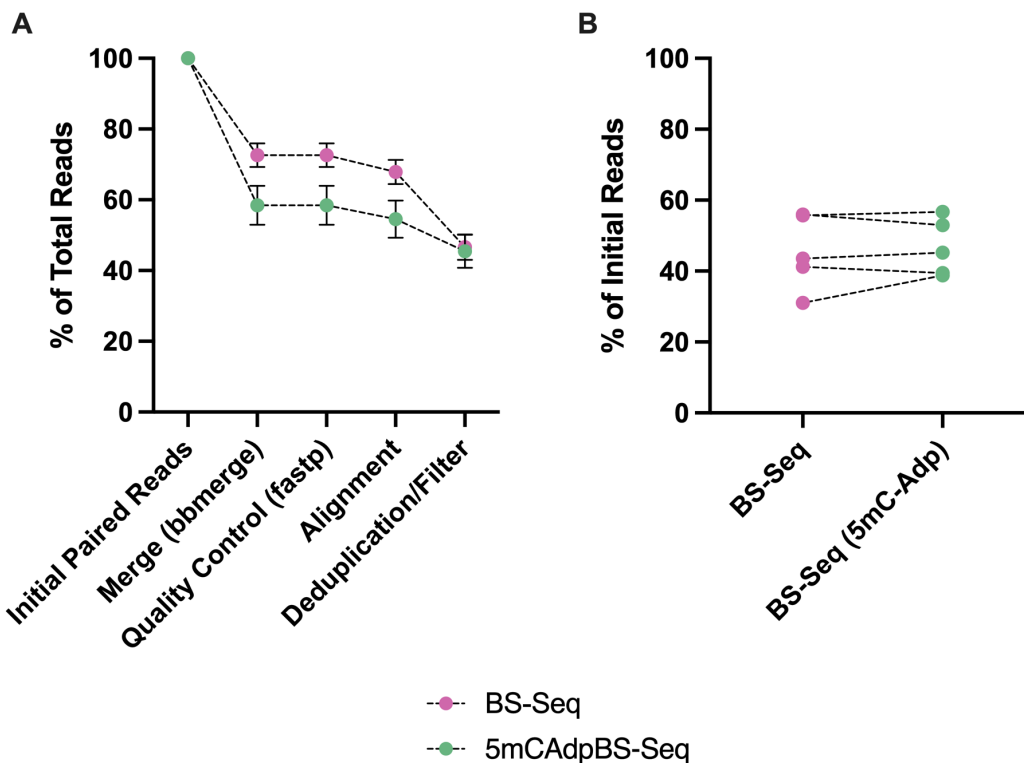 A
% of Total Reads
100
80
60
40
20
0
Initial Paired Reads
Merge (bbmerge)
Quality Control (fastp)
Alignment
Deduplication/Filter
B
% of Initial Reads
100
80
60
40
20
0
BS-Seq
BS-Seq (5mC-Adp)
BS-Seq
5mCAdpBS-Seq